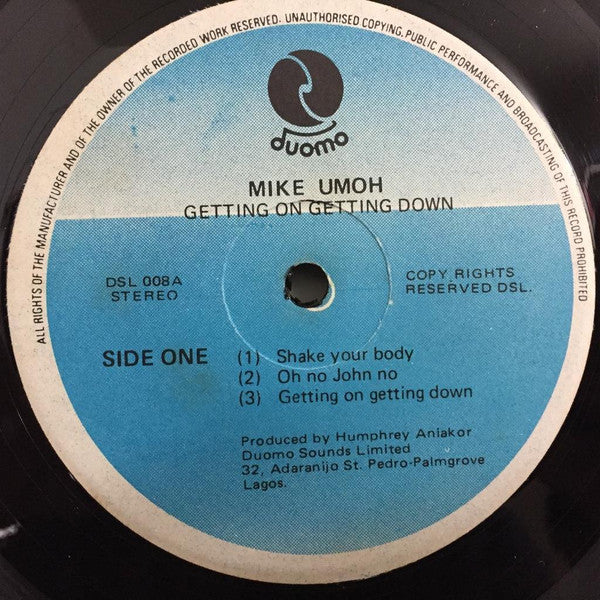 ALL RIGHTS OF THE MANUFACTURER AND OF THE OWNER OF THE RECORDED WORK RESERVED. UNAUTHORISED COPYING, PUBLIC PERFORMANCE AND BROADCASTING OF THIS RECORD PROHIBITED
duomo
MIKE UMOH
GETTING ON GETTING DOWN
DSL 008A
STEREO
COPY RIGHTS
RESERVED DSL.
SIDE ONE
(1) Shake your body
(2) Oh no John no
(3) Getting on getting down
Produced by Humphrey Aniakor
Duomo Sounds Limited
32, Adaranijo St. Pedro-Palmgrove
Lagos.